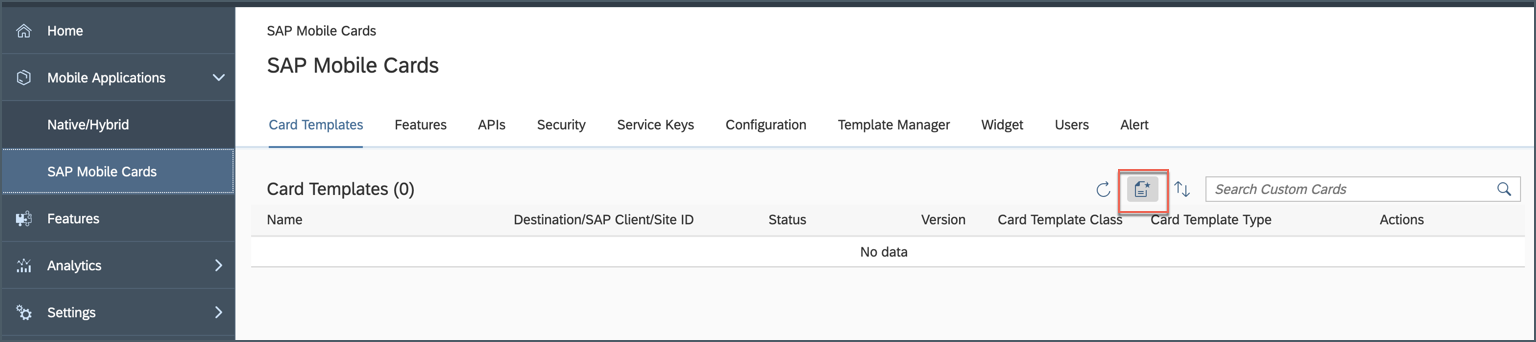 Home
Mobile Applications
Native/Hybrid
SAP Mobile Cards
Features
Analytics
Settings
SAP Mobile Cards
SAP Mobile Cards
Card Templates Features APIs Security Service Keys Configuration Template Manager Widget Users Alert
Card Templates (0) Search Custom Cards
Name Destination/SAP Client/Site ID Status Version Card Template Class Card Template Type Actions
No data